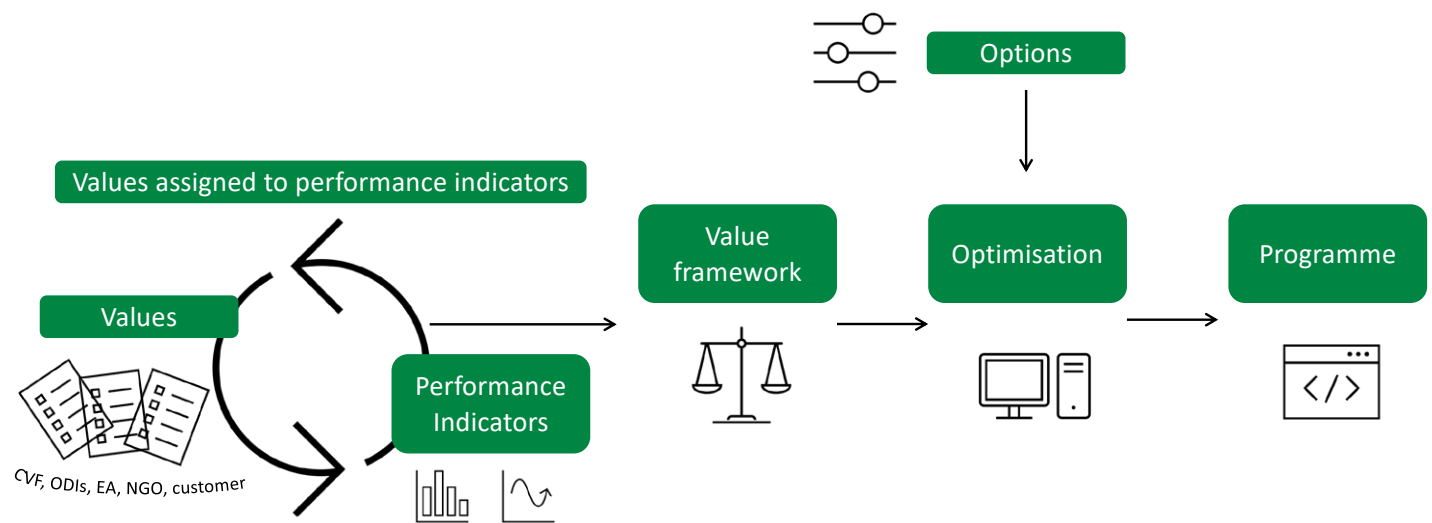 Options
Values assigned to performance indicators
Value
framework
Optimisation
Programme
Values
Performance
Indicators
CVF, ODIs, EA, NGO, customer
</>